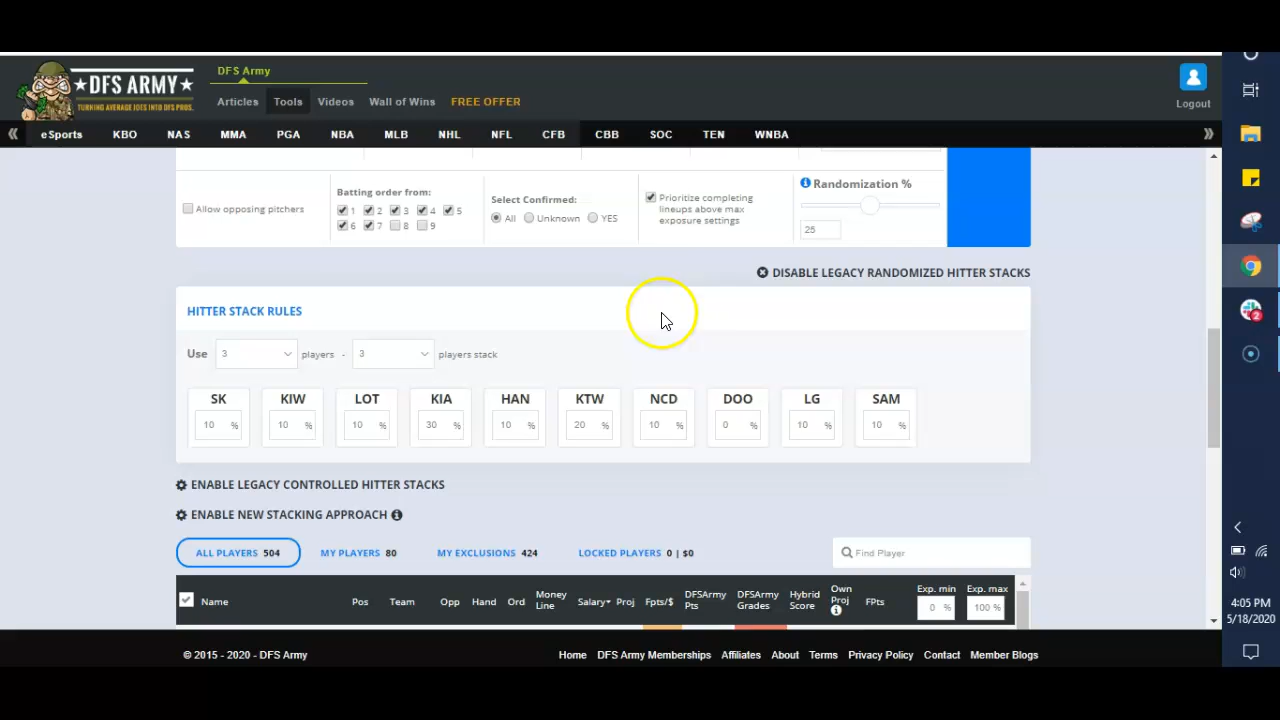 DFS ARMY
TURNING AVERAGE JOES INTO DFS PROS.
DFS Army
Articles Tools Videos Wall of Wins FREE OFFER
Logout
eSports KBO NAS MMA PGA NBA MLB NHL NFL CFB CBB SOC TEN WNBA
Allow opposing pitchers
Batting order from:
1 2 3 4 5
6 7 8 9
Select Confirmed:
All Unknown YES
Prioritize completing
lineups above max
exposure settings
Randomization %
25
DISABLE LEGACY RANDOMIZED HITTER STACKS
HITTER STACK RULES
Use 3 players - 3 players stack
SK KIW LOT KIA HAN KTW NCD DOO LG SAM
10 % 10 % 10 % 30 % 10 % 20 % 10 % 0 % 10 % 10 %
ENABLE LEGACY CONTROLLED HITTER STACKS
ENABLE NEW STACKING APPROACH
ALL PLAYERS 504 MY PLAYERS 80 MY EXCLUSIONS 424 LOCKED PLAYERS 0 | $0 Find Player
Name Pos Team Opp Hand Ord Money Line Salary Proj Fpts/$ DFSArmy Pts DFSArmy Grades Hybrid Score Own Proj FPts Exp. min Exp. max
0 % 100 %
© 2015 - 2020 - DFS Army Home DFS Army Memberships Affiliates About Terms Privacy Policy Contact Member Blogs
2
4:05 PM
5/18/2020